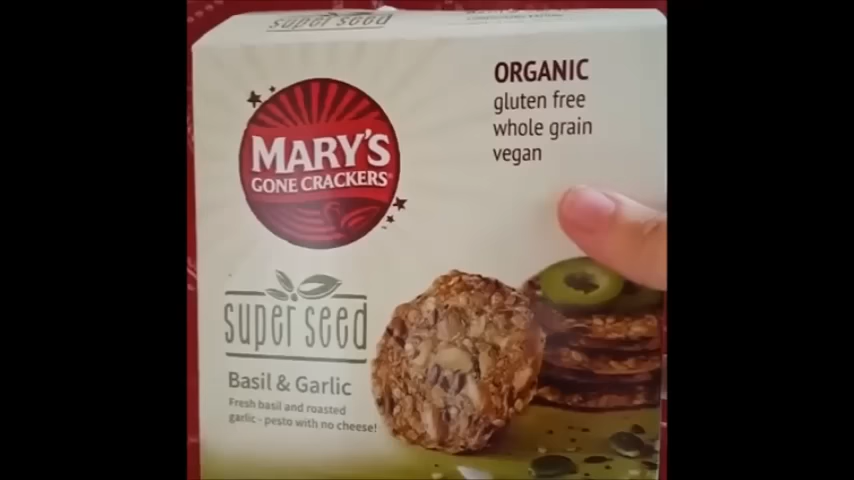 super seed
ORGANIC
gluten free
whole grain
vegan
MARY'S
GONE CRACKERS®
super seed
Basil & Garlic
Fresh basil and roasted
garlic - pesto with no cheese!